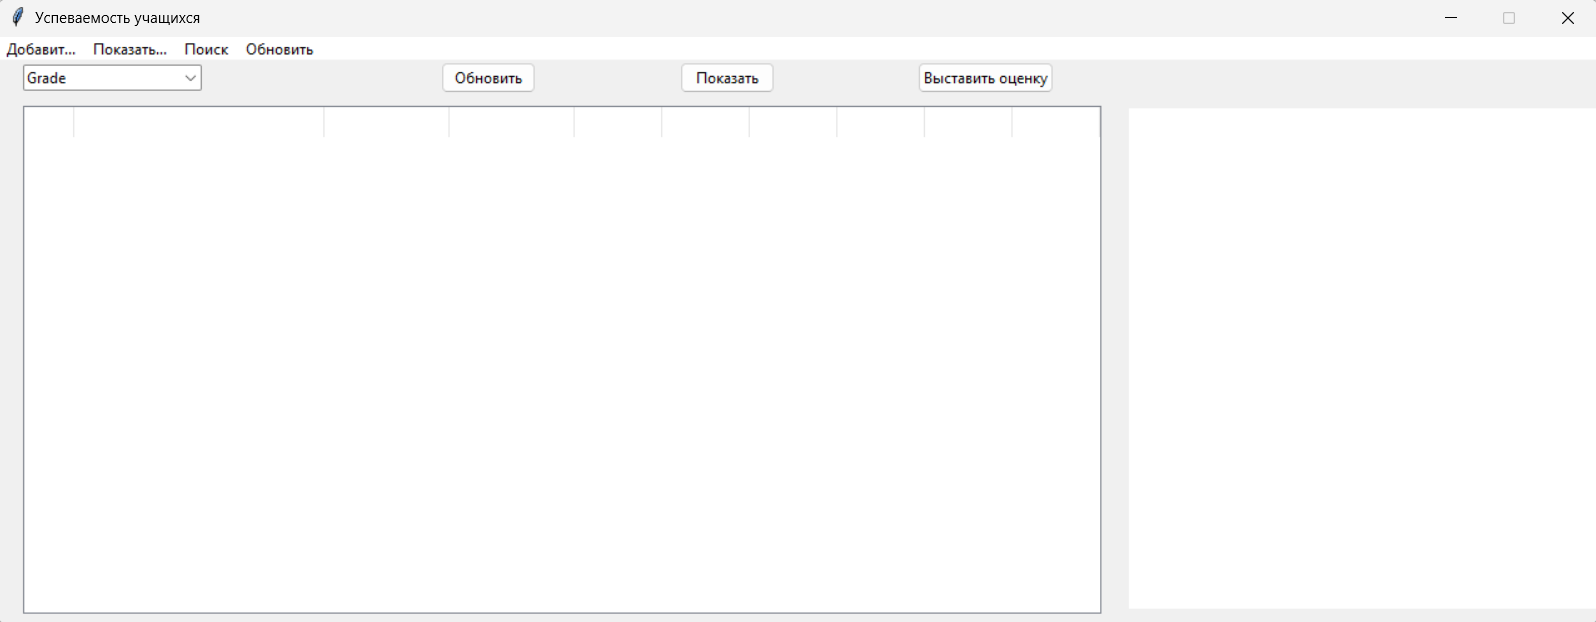 Успеваемость учащихся
Добавит... Показать... Поиск Обновить
Grade Обновить Показать Выставить оценку